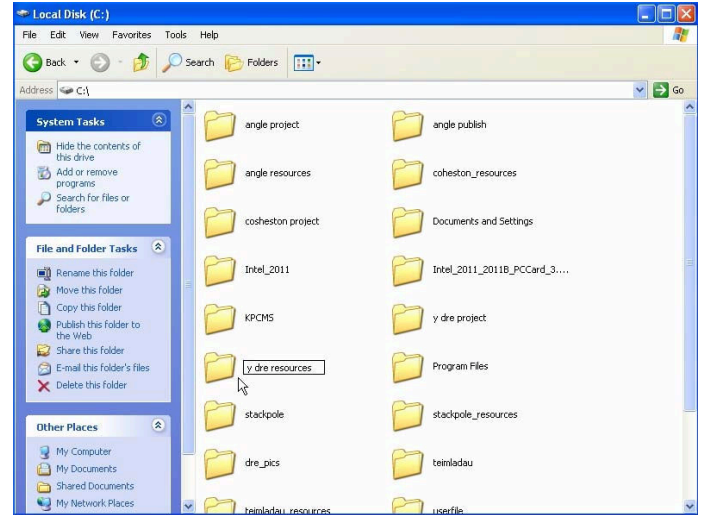 Local Disk (C:)
File Edit View Favorites Tools Help
Back Search Folders
Address C:\ Go
System Tasks
Hide the contents of
this drive
Add or remove
programs
Search for files or
folders
File and Folder Tasks
Rename this folder
Move this folder
Copy this folder
Publish this folder to
the Web
Share this folder
E-mail this folder's files
Delete this folder
Other Places
My Computer
My Documents
Shared Documents
My Network Places
angle project angle publish
angle resources coheston_resources
cosheston project Documents and Settings
Intel_2011 Intel_2011_2011B_PCCard_3....
KPCMS y dre project
y dre resources Program Files
stackpole stackpole_resources
dre_pics teimladau
teimladau_resources userfile